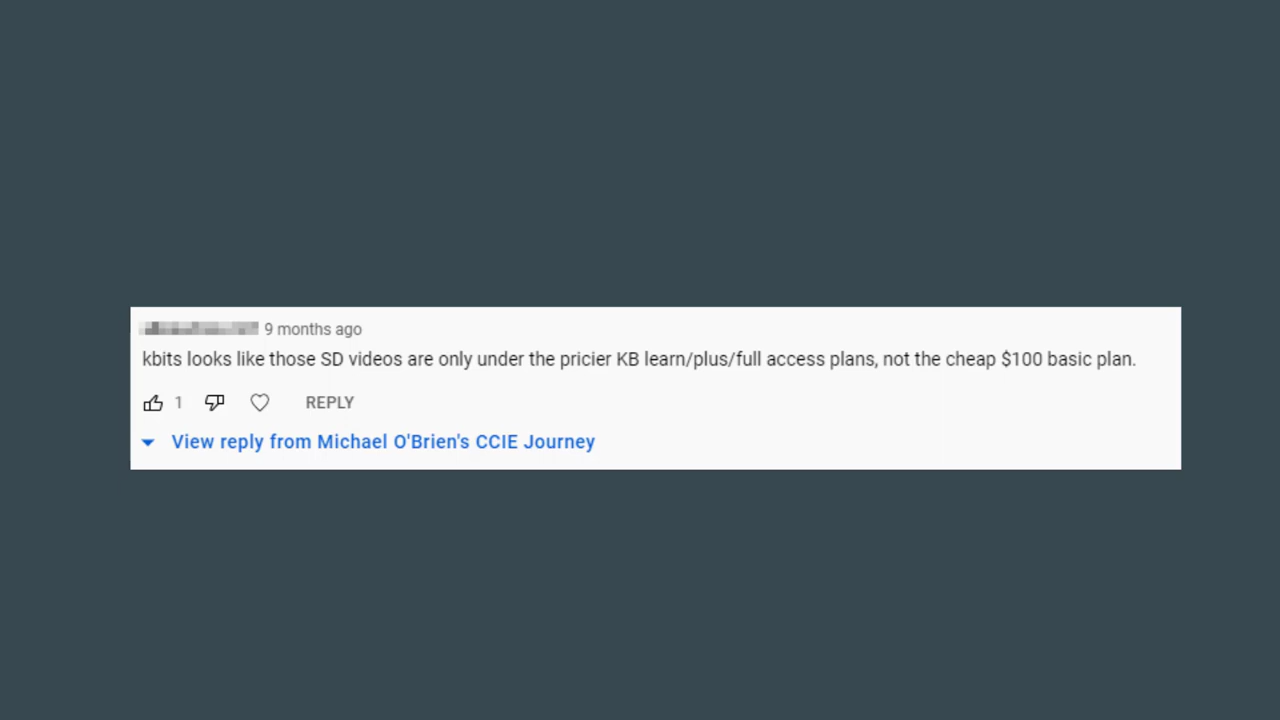 9 months ago
kbits looks like those SD videos are only under the pricier KB learn/plus/full access plans, not the cheap $100 basic plan.
1
REPLY
View reply from Michael O'Brien's CCIE Journey